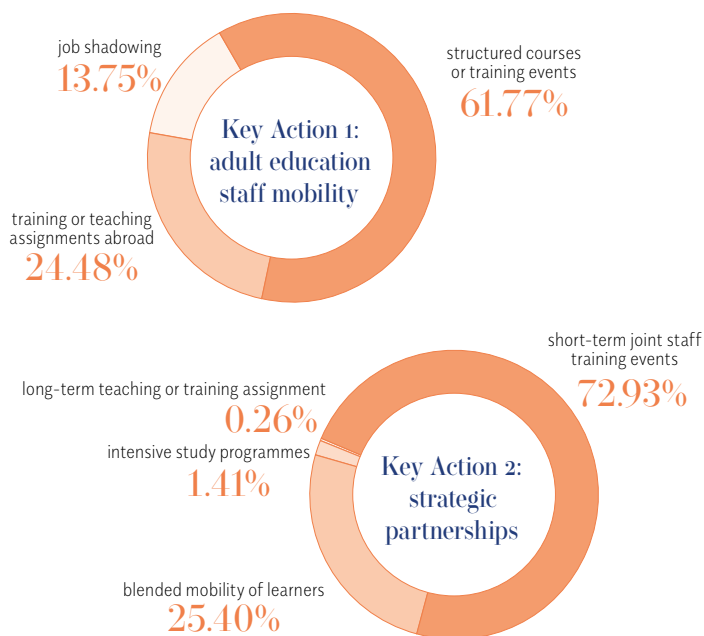 job shadowing
13.75%
structured courses
or training events
61.77%
Key Action 1:
adult education
staff mobility
training or teaching
assignments abroad
24.48%
short-term joint staff
training events
72.93%
long-term teaching or training assignment
0.26%
intensive study programmes
1.41%
Key Action 2:
strategic
partnerships
blended mobility of learners
25.40%